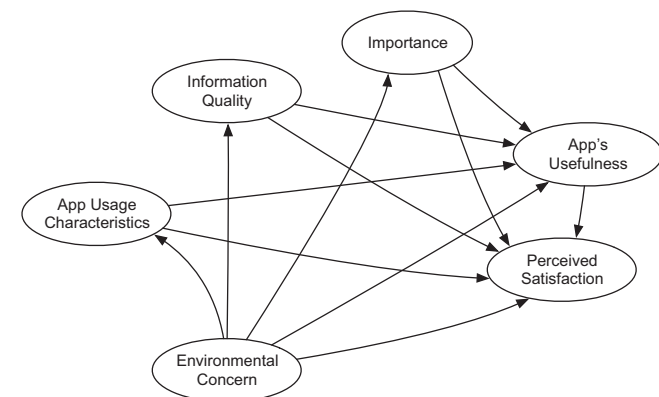 Importance
Information
Quality
App's
Usefulness
App Usage
Characteristics
Perceived
Satisfaction
Environmental
Concern